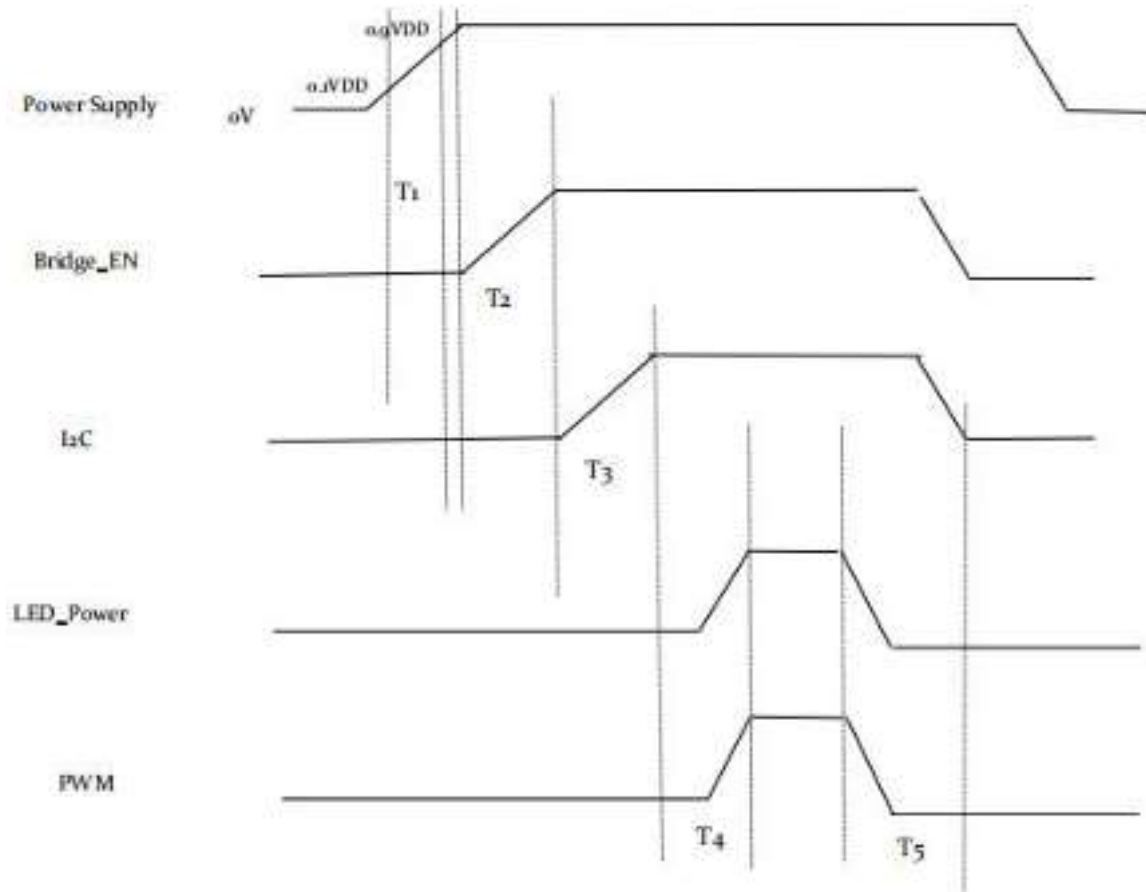 0.9VDD
0.1VDD
Power Supply
0V
T1
Bridge_EN
T2
I2C
T3
LED_Power
PWM
T4
T5